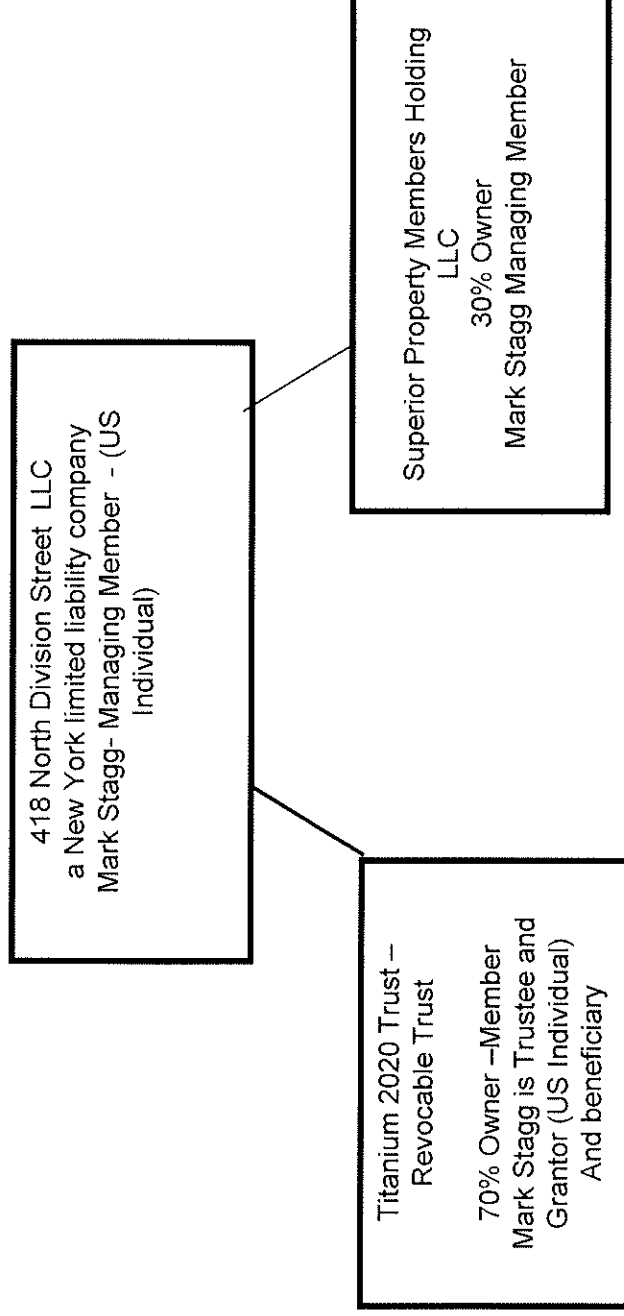 418 North Division Street LLC
a New York limited liability company
Mark Stagg- Managing Member - (US
Individual)
Titanium 2020 Trust –
Revocable Trust
70% Owner –Member
Mark Stagg is Trustee and
Grantor (US Individual)
And beneficiary
Superior Property Members Holding
LLC
30% Owner
Mark Stagg Managing Member